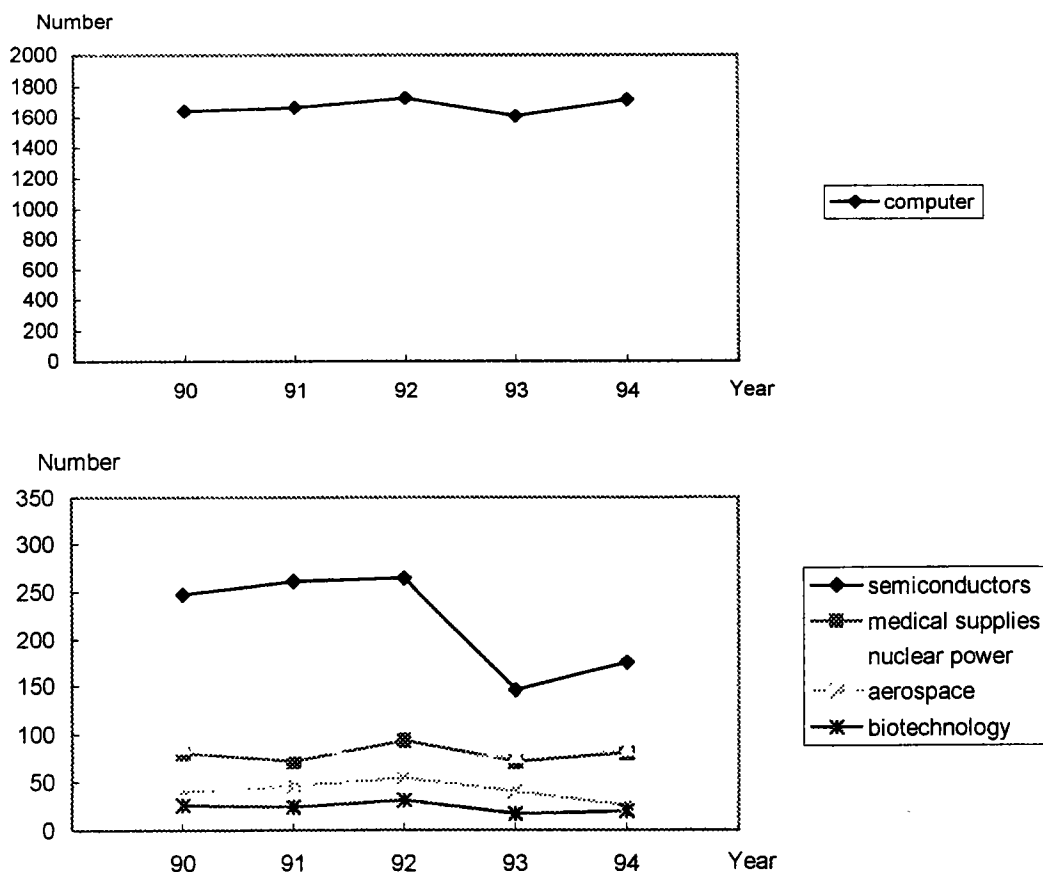 Number
2000
1800
1600
1400
1200
1000
800
600
400
200
0
90 91 92 93 94 Year
computer
Number
350
300
250
200
150
100
50
0
90 91 92 93 94 Year
semiconductors
medical supplies
nuclear power
aerospace
biotechnology